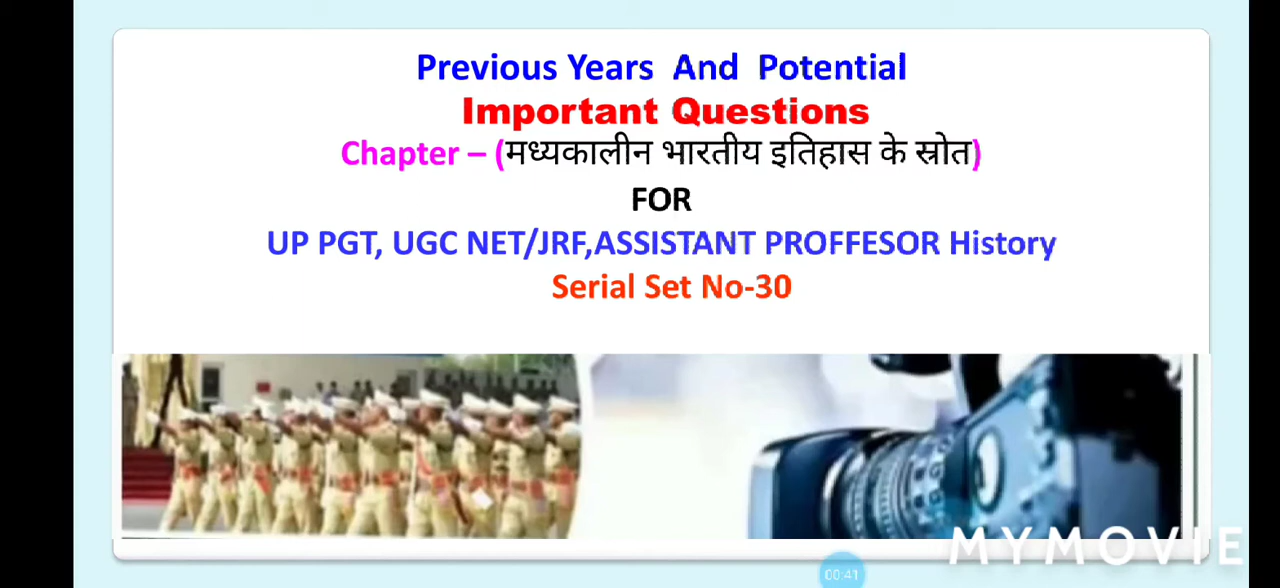 Previous Years And Potential
Important Questions
Chapter – (मध्यकालीन भारतीय इतिहास के स्रोत)
FOR
UP PGT, UGC NET/JRF,ASSISTANT PROFFESOR History
Serial Set No-30
MYMOVIE
00:41